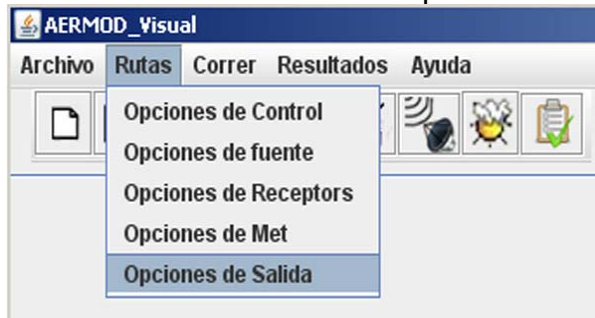 AERMOD_Visual
Archivo Rutas Correr Resultados Ayuda
Opciones de Control
Opciones de fuente
Opciones de Receptors
Opciones de Met
Opciones de Salida